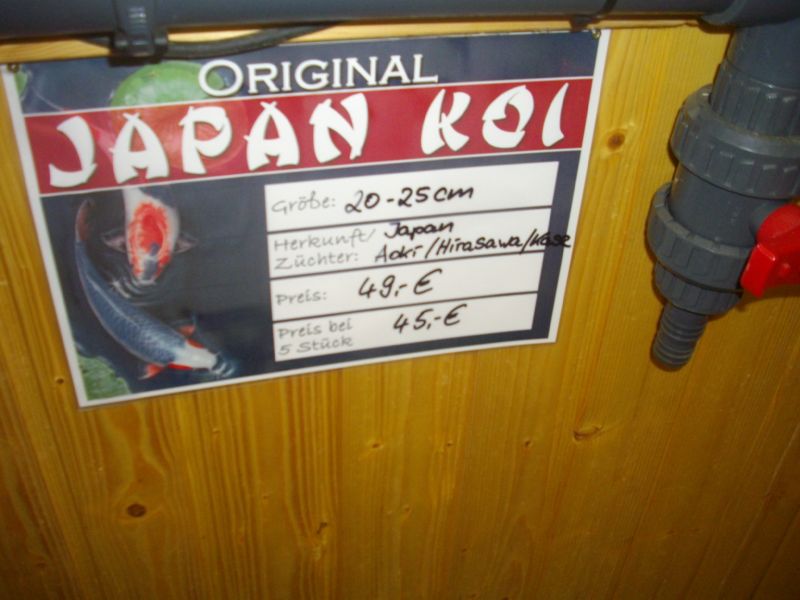 ORIGINAL
JAPAN KOI
Größe: 20-25cm
Herkunft/ Japan
Züchter: Aoki/Hirasawa/Kase
Preis: 49,-€
Preis bei 45,-€
5 Stück